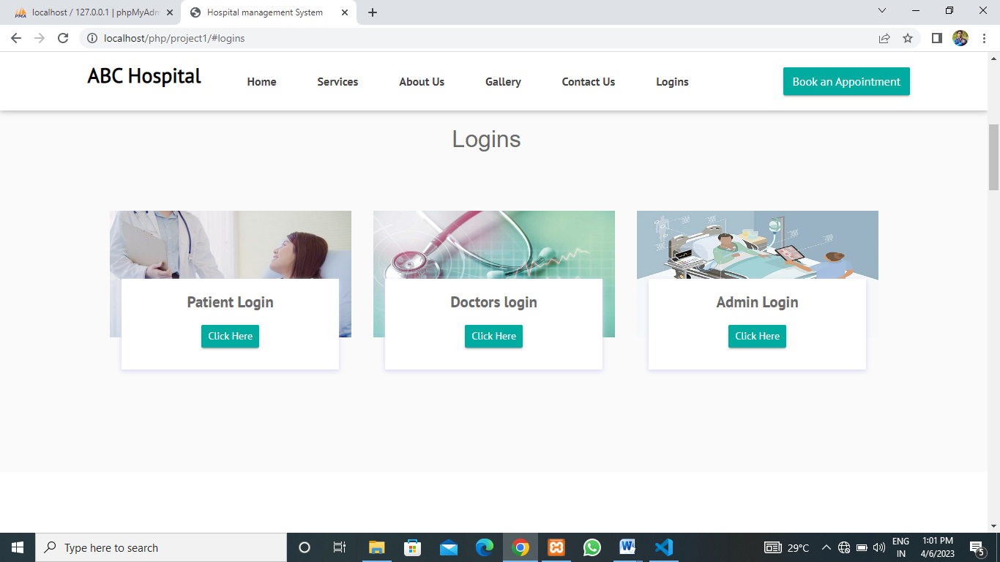 localhost / 127.0.0.1 | phpMyAdm
Hospital management System
localhost/php/project1/#logins
ABC Hospital
Home
Services
About Us
Gallery
Contact Us
Logins
Book an Appointment
Logins
Patient Login
Click Here
Doctors login
Click Here
Admin Login
Click Here
Type here to search
29°C
ENG
IN
1:01 PM
4/6/2023
5